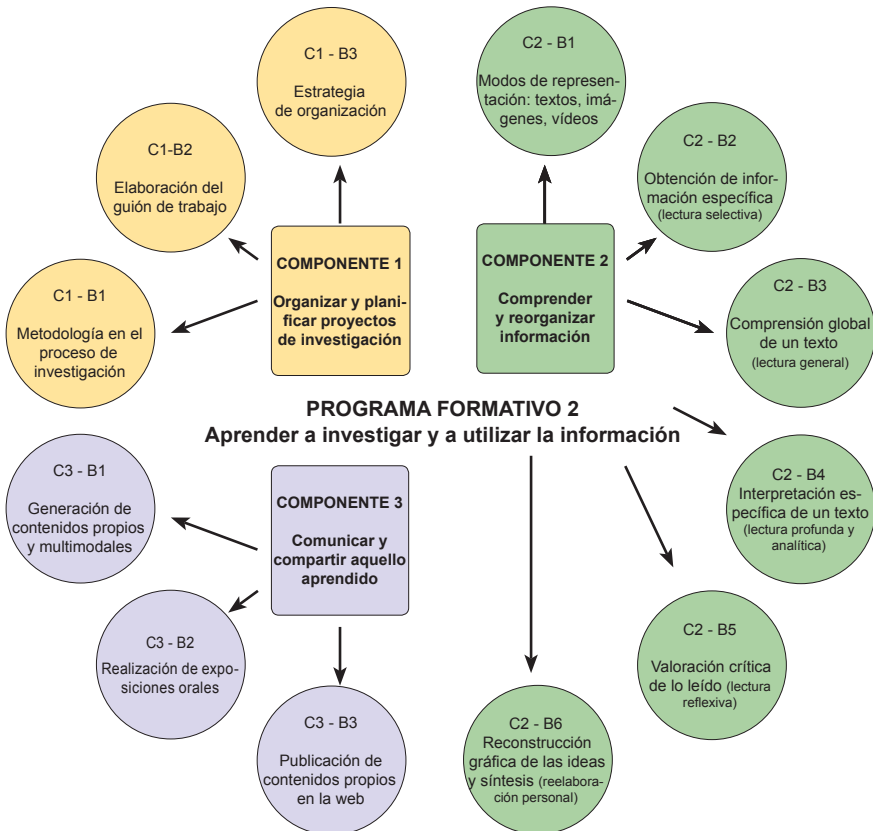 C1 - B3
Estrategia
de organización
C1-B2
Elaboración del
guión de trabajo
C1 - B1
Metodología en el
proceso de
investigación
COMPONENTE 1
Organizar y plani-
ficar proyectos
de investigación
C2 - B1
Modos de repre-
sentación: textos, imá-
genes, vídeos
C2 - B2
Obtención de infor-
mación específica
(lectura selectiva)
COMPONENTE 2
Comprender
y reorganizar
información
C2 - B3
Comprensión global
de un texto
(lectura general)
PROGRAMA FORMATIVO 2
Aprender a investigar y a utilizar la información
C2 - B4
Interpretación es-
pecífica de un texto
(lectura profunda y
analítica)
C2 - B5
Valoración crítica
de lo leído (lectura
reflexiva)
C2 - B6
Reconstrucción
gráfica de las ideas
y síntesis (reelabo-
ración personal)
COMPONENTE 3
Comunicar y
compartir aquello
aprendido
C3 - B1
Generación de
contenidos propios
y multimodales
C3 - B2
Realización de expo-
siciones orales
C3 - B3
Publicación de
contenidos propios
en la web